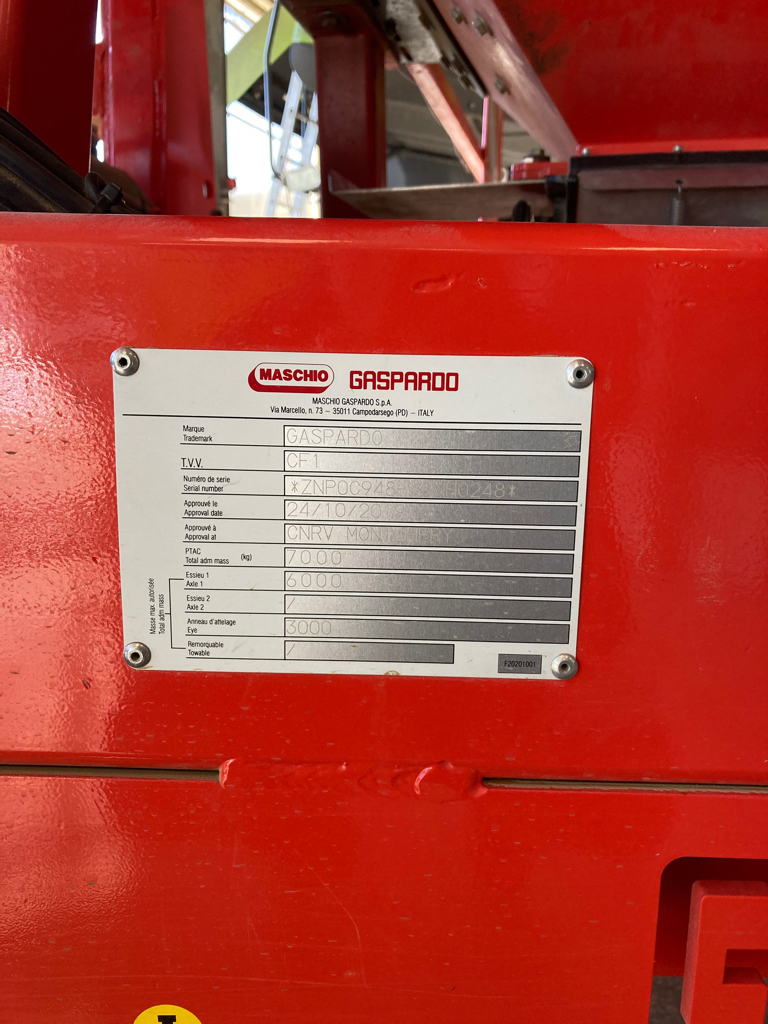 MASCHIO GASPARDO
MASCHIO GASPARDO S.p.A.
Via Marcello, n. 73 – 35011 Campodarsego (PD) – ITALY
Marque
Trademark
GASPARDO
T.V.V.
CF1
Numéro de serie
Serial number
Approuvé le
Approval date
Approuvé à
Approval at
CNRV
PTAC
Total adm mass
(kg)
7000
Masse max. autorisée
Total adm mass
Essieu 1
Axle 1
6000
Essieu 2
Axle 2
/
Anneau d'attelage
Eye
3000
Remorquable
Towable
/
F20201001